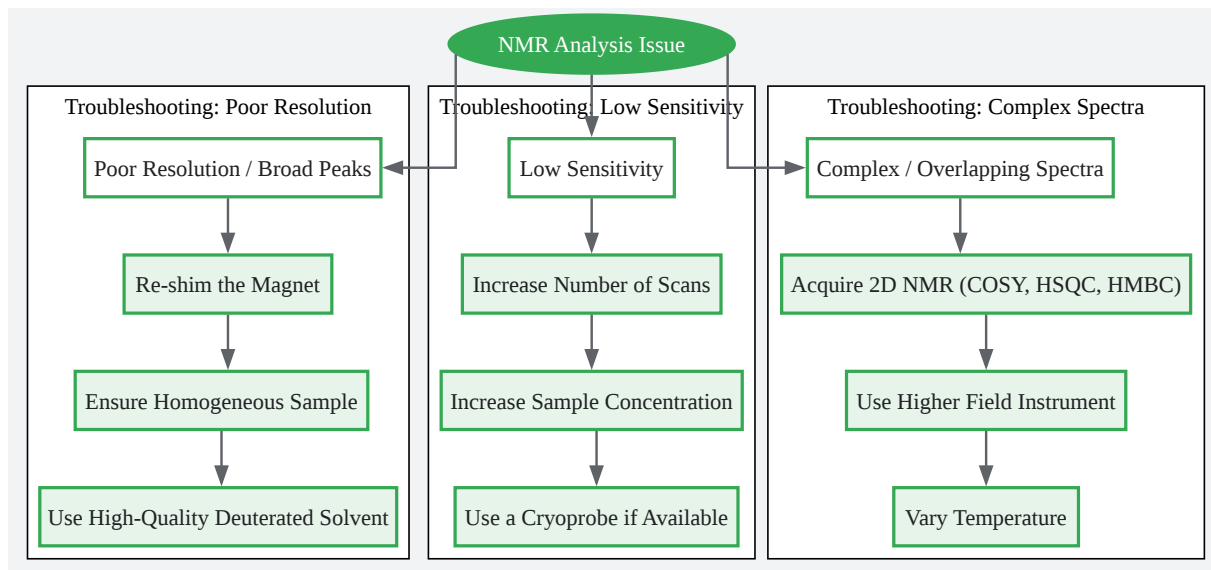 NMR Analysis Issue
Troubleshooting: Poor Resolution
Poor Resolution / Broad Peaks
Re-shim the Magnet
Ensure Homogeneous Sample
Use High-Quality Deuterated Solvent
Troubleshooting: Low Sensitivity
Low Sensitivity
Increase Number of Scans
Increase Sample Concentration
Use a Cryoprobe if Available
Troubleshooting: Complex Spectra
Complex / Overlapping Spectra
Acquire 2D NMR (COSY, HSQC, HMBC)
Use Higher Field Instrument
Vary Temperature